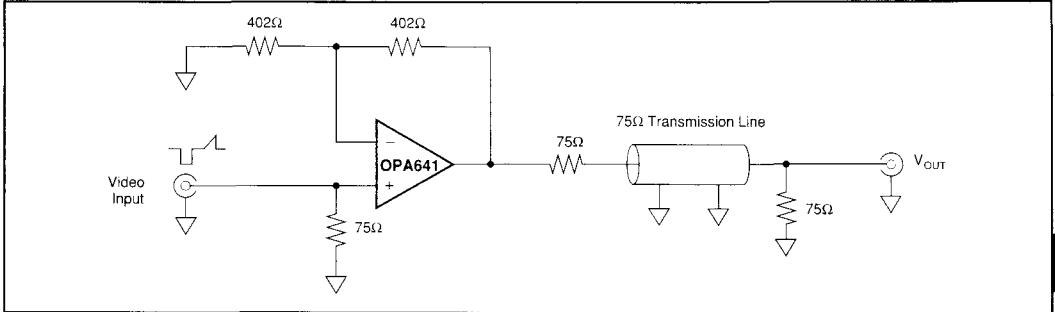 402Ω
402Ω
75Ω Transmission Line
75Ω
−
OPA641
+
V_OUT
Video
Input
75Ω
75Ω